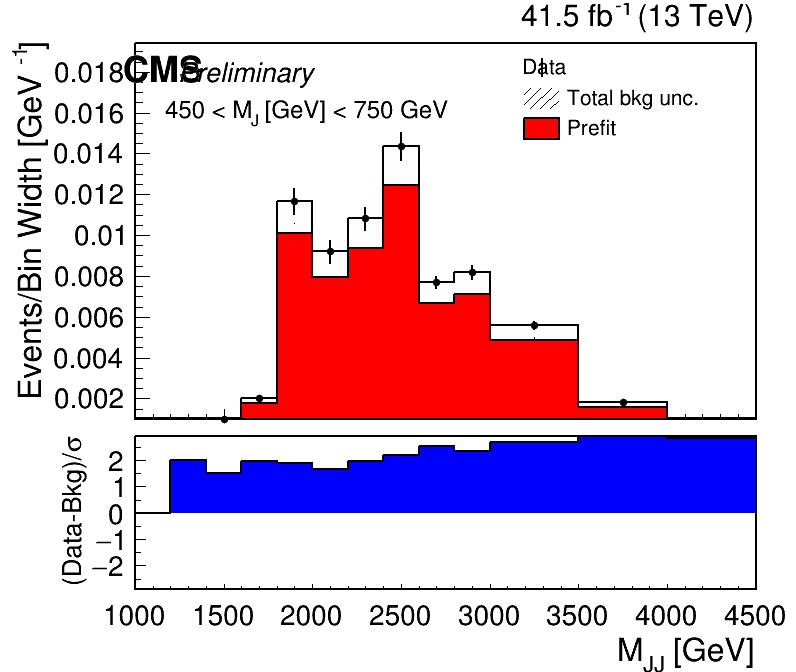 41.5 fb⁻¹ (13 TeV)
CMS Preliminary
450 < M_J [GeV] < 750 GeV
Data
Total bkg unc.
Prefit
Events/Bin Width [GeV⁻¹]
0.018
0.016
0.014
0.012
0.01
0.008
0.006
0.004
0.002
(Data-Bkg)/σ
2
1
0
−1
−2
1000 1500 2000 2500 3000 3500 4000 4500
M_JJ [GeV]